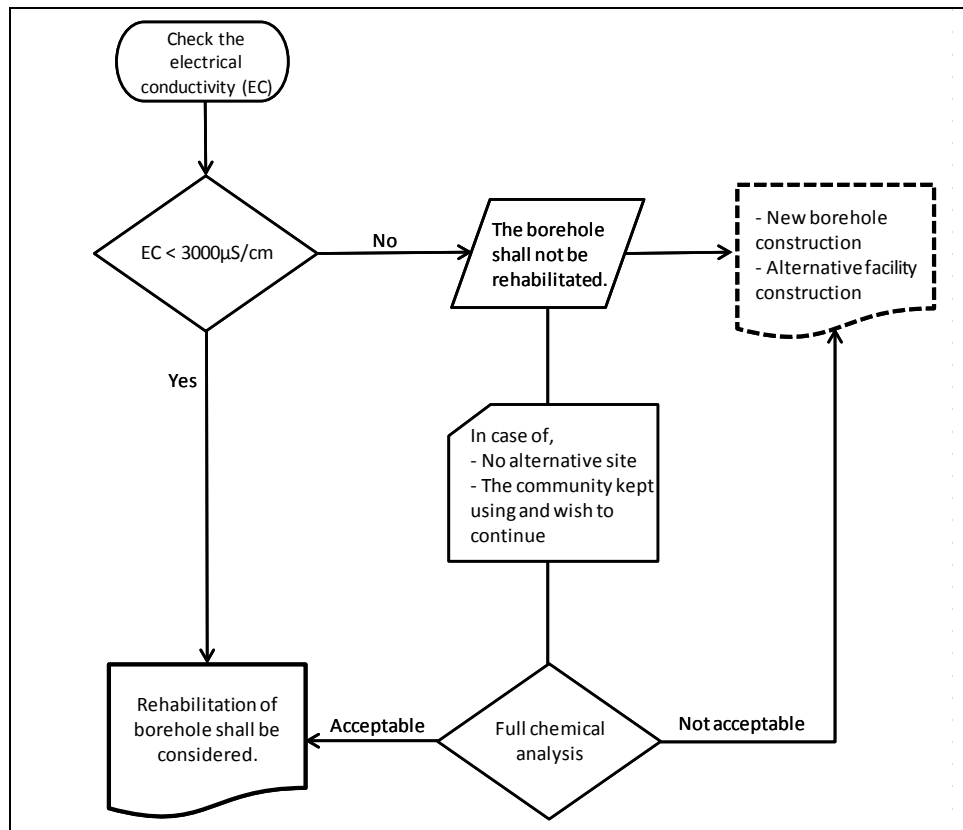 Check the
electrical
conductivity (EC)
EC < 3000µS/cm
No
The borehole
shall not be
rehabilitated.
- New borehole
construction
- Alternative facility
construction
Yes
In case of,
- No alternative site
- The community kept
using and wish to
continue
Rehabilitation of
borehole shall be
considered.
Acceptable
Full chemical
analysis
Not acceptable